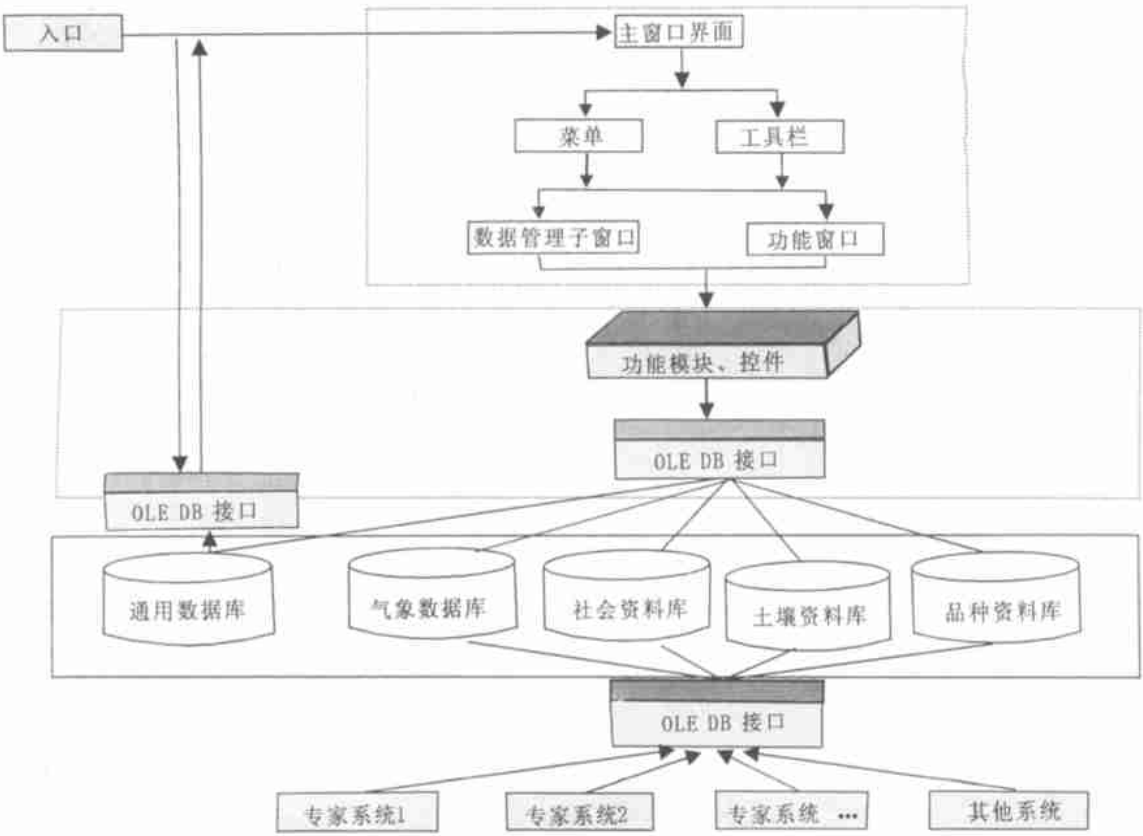 入口
主窗口界面
菜单
工具栏
数据管理子窗口
功能窗口
功能模块、控件
OLE DB 接口
OLE DB 接口
通用数据库
气象数据库
社会资料库
土壤资料库
品种资料库
OLE DB 接口
专家系统1
专家系统2
专家系统 …
其他系统